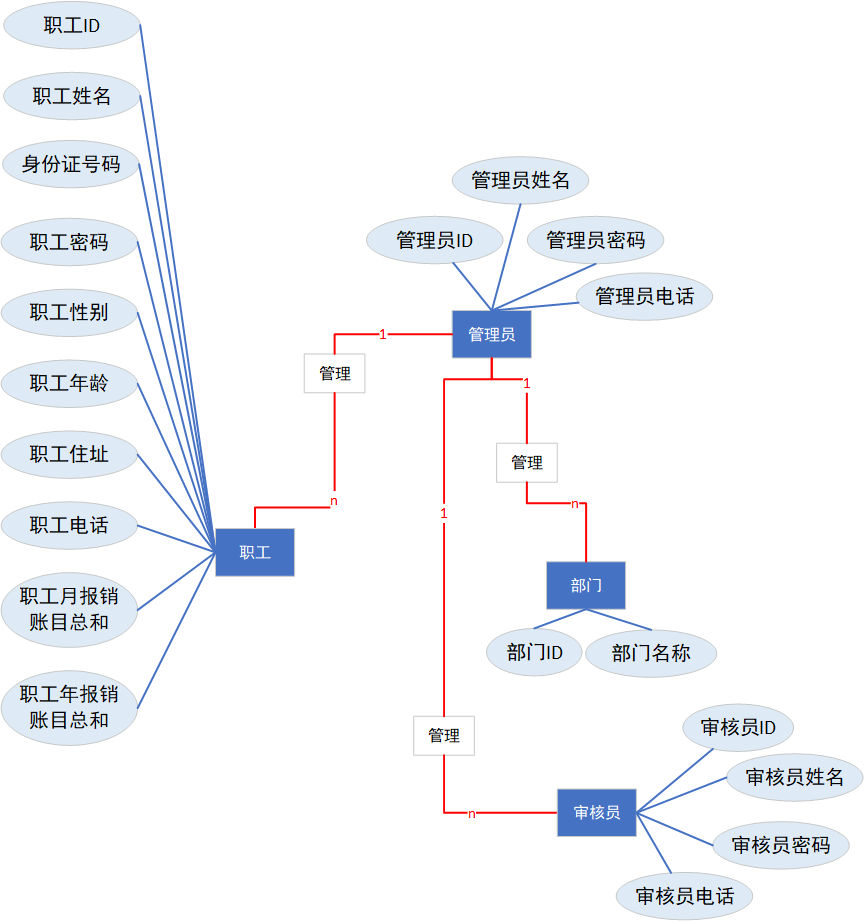 职工ID
职工姓名
身份证号码
职工密码
职工性别
职工年龄
职工住址
职工电话
职工月报销
账目总和
职工年报销
账目总和
职工
管理员姓名
管理员ID
管理员密码
管理员电话
管理员
1
管理
n
1
管理
n
部门
部门ID
部门名称
1
管理
n
审核员
审核员ID
审核员姓名
审核员密码
审核员电话